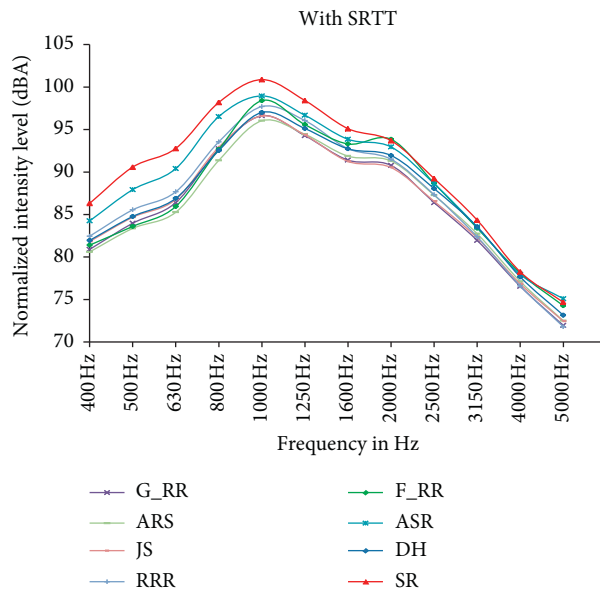 With SRTT
Normalized intensity level (dBA)
105
100
95
90
85
80
75
70
400 Hz
500 Hz
630 Hz
800 Hz
1000 Hz
1250 Hz
1600 Hz
2000 Hz
2500 Hz
3150 Hz
4000 Hz
5000 Hz
Frequency in Hz
G_RR
ARS
JS
RRR
F_RR
ASR
DH
SR